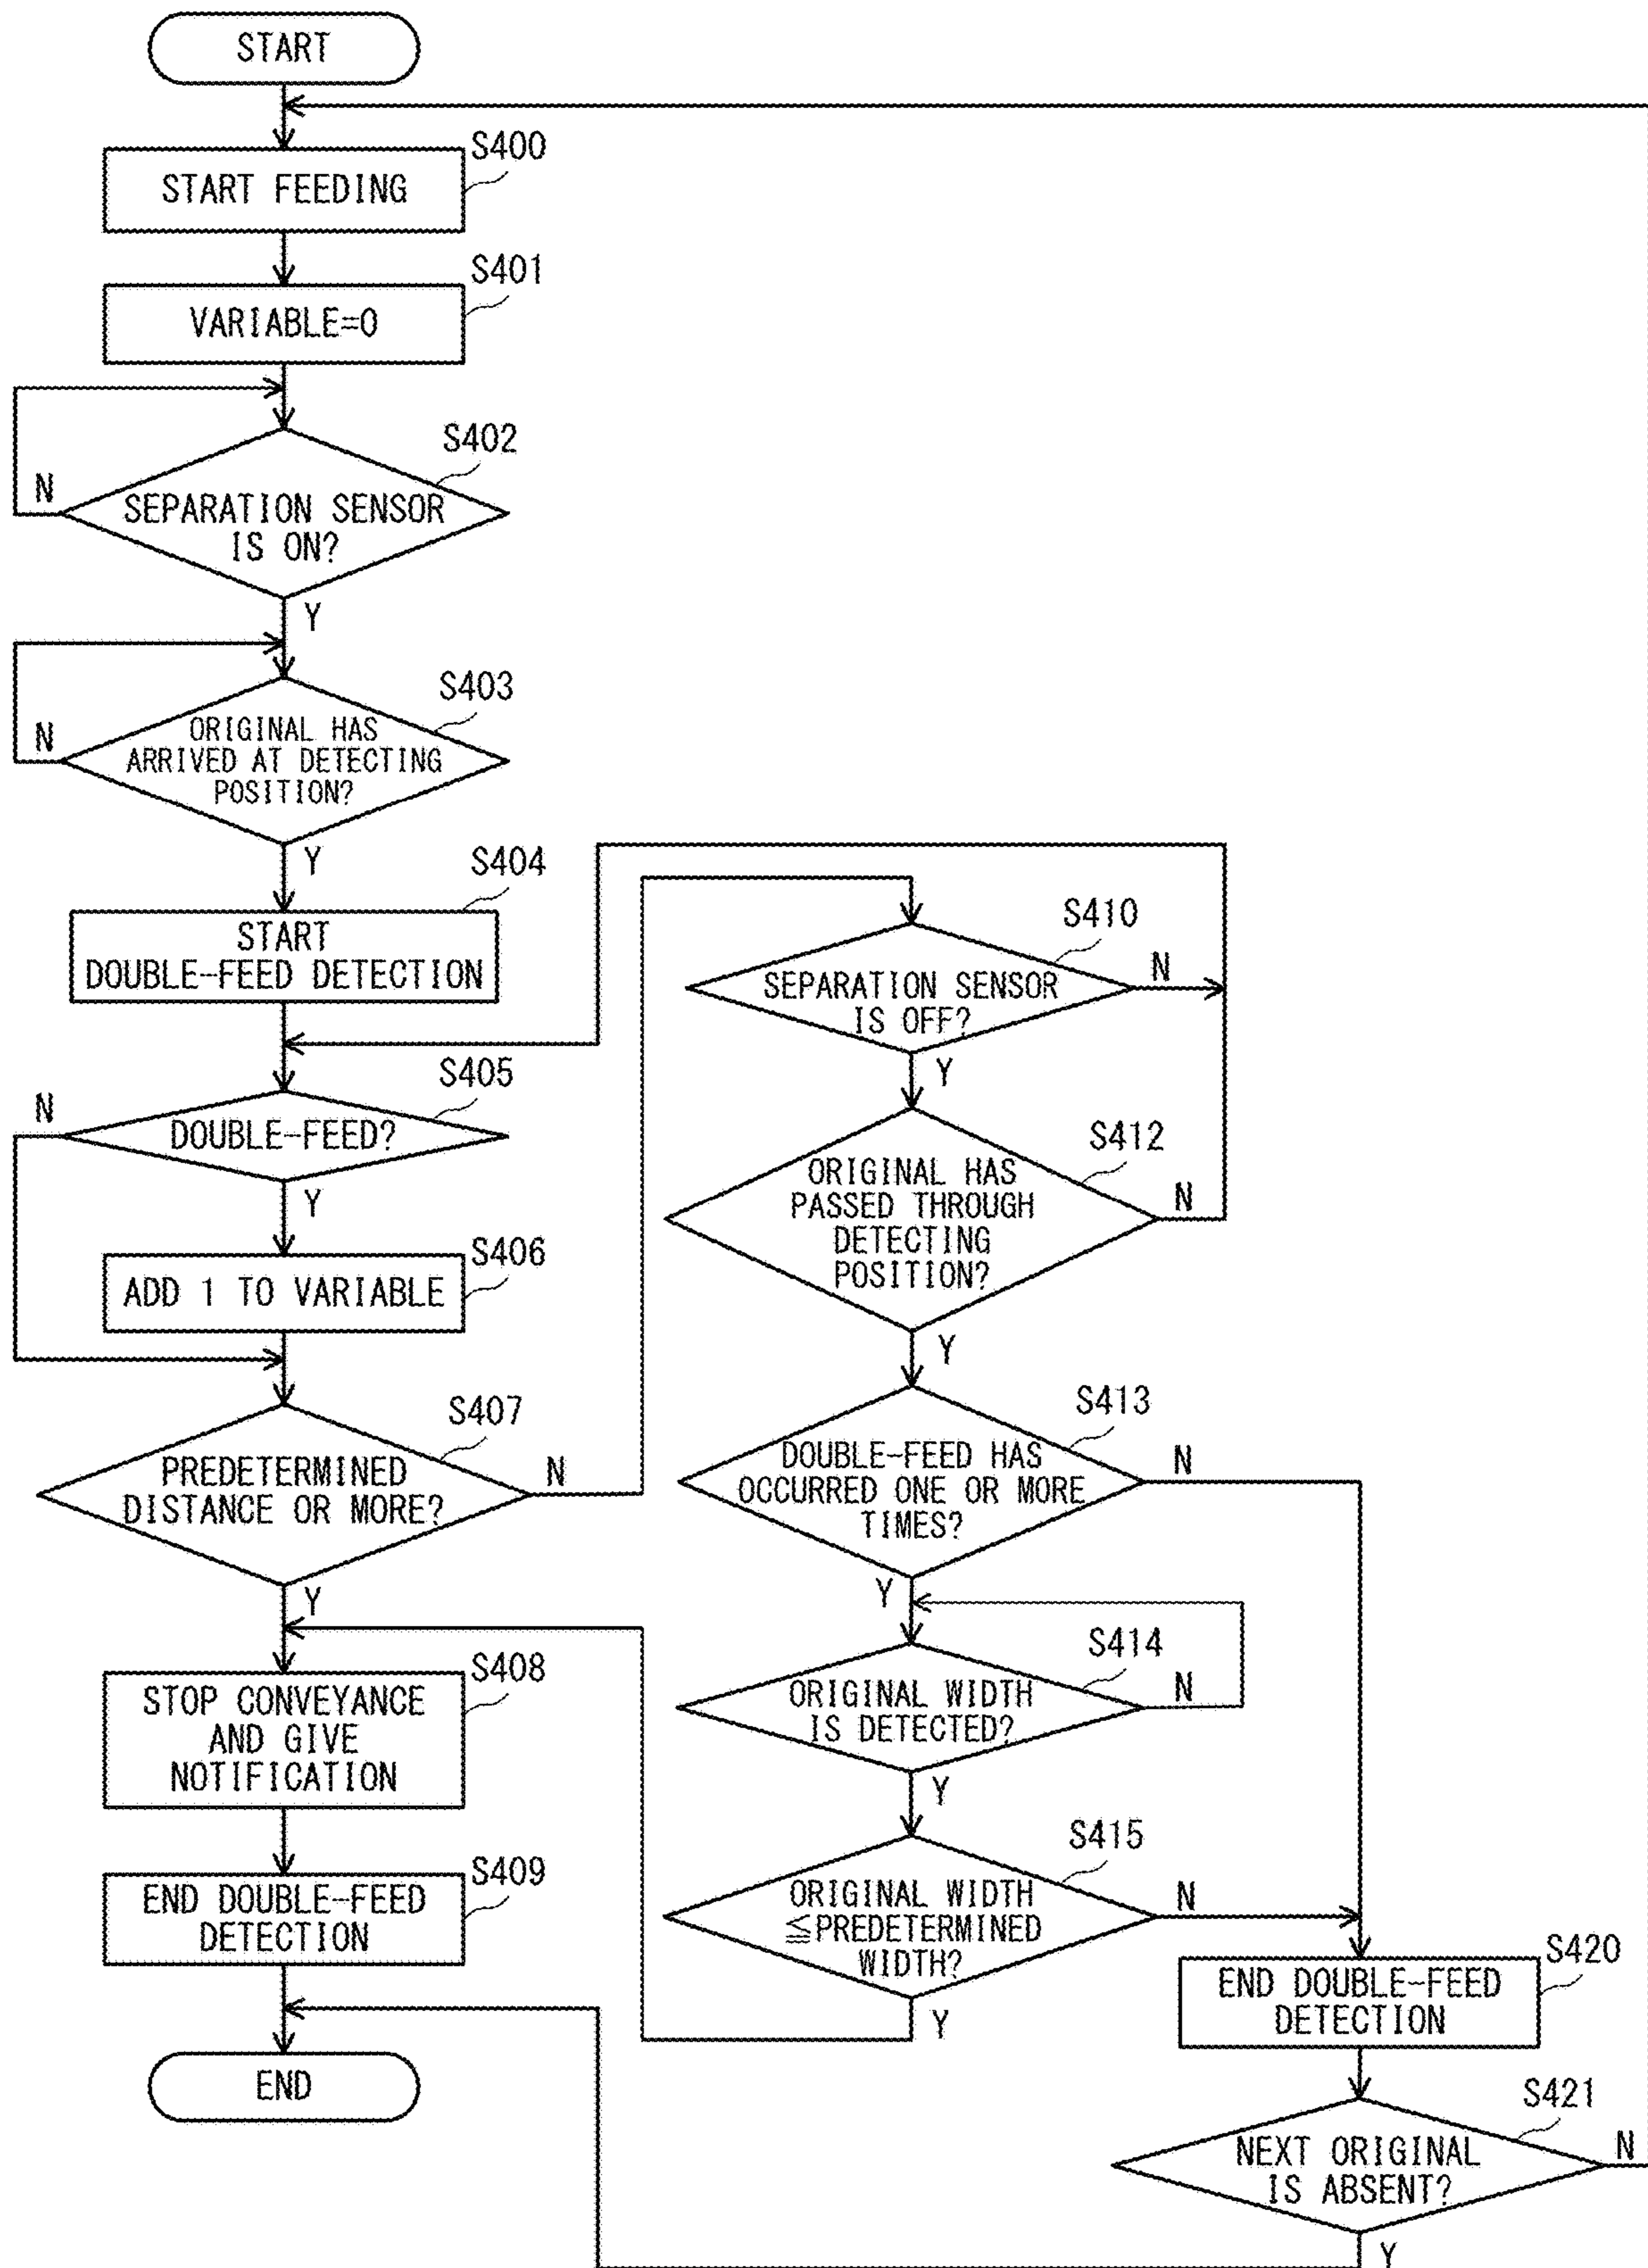 START
S400
START FEEDING
S401
VARIABLE=0
S402
N
SEPARATION SENSOR
IS ON?
Y
S403
N
ORIGINAL HAS
ARRIVED AT DETECTING
POSITION?
Y
S404
START
DOUBLE-FEED DETECTION
S405
N
DOUBLE-FEED?
Y
S406
ADD 1 TO VARIABLE
S407
PREDETERMINED
DISTANCE OR MORE?
N
Y
S408
STOP CONVEYANCE
AND GIVE
NOTIFICATION
S409
END DOUBLE-FEED
DETECTION
END
S410
SEPARATION SENSOR
IS OFF?
N
Y
S412
ORIGINAL HAS
PASSED THROUGH
DETECTING
POSITION?
N
Y
S413
DOUBLE-FEED HAS
OCCURRED ONE OR MORE
TIMES?
N
Y
S414
ORIGINAL WIDTH
IS DETECTED?
N
Y
S415
ORIGINAL WIDTH
≦PREDETERMINED
WIDTH?
N
Y
S420
END DOUBLE-FEED
DETECTION
S421
NEXT ORIGINAL
IS ABSENT?
N
Y